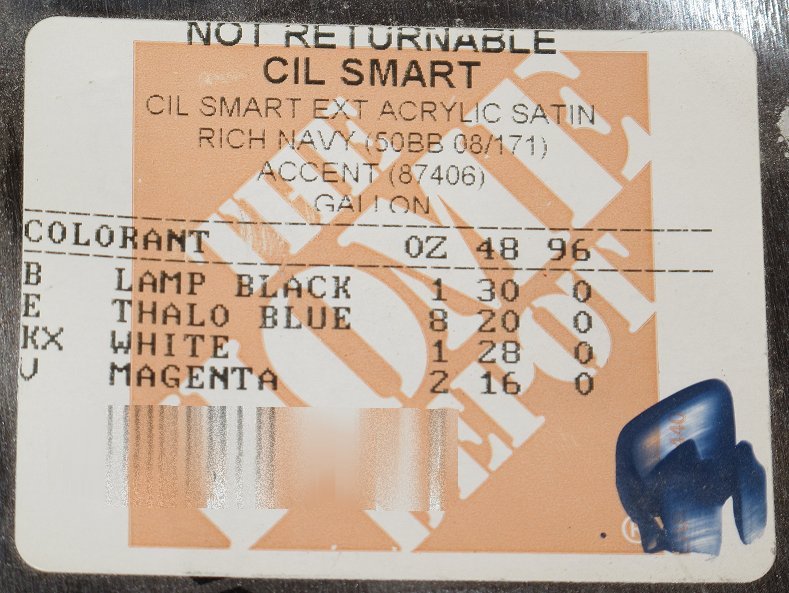 NOT RETURNABLE
CIL SMART
CIL SMART EXT ACRYLIC SATIN
RICH NAVY (50BB 08/171)
ACCENT (87406)
GALLON
COLORANT OZ 48 96
B LAMP BLACK 1 30 0
E THALO BLUE 8 20 0
KX WHITE 1 28 0
V MAGENTA 2 16 0
THE
HOME
DEPOT
®